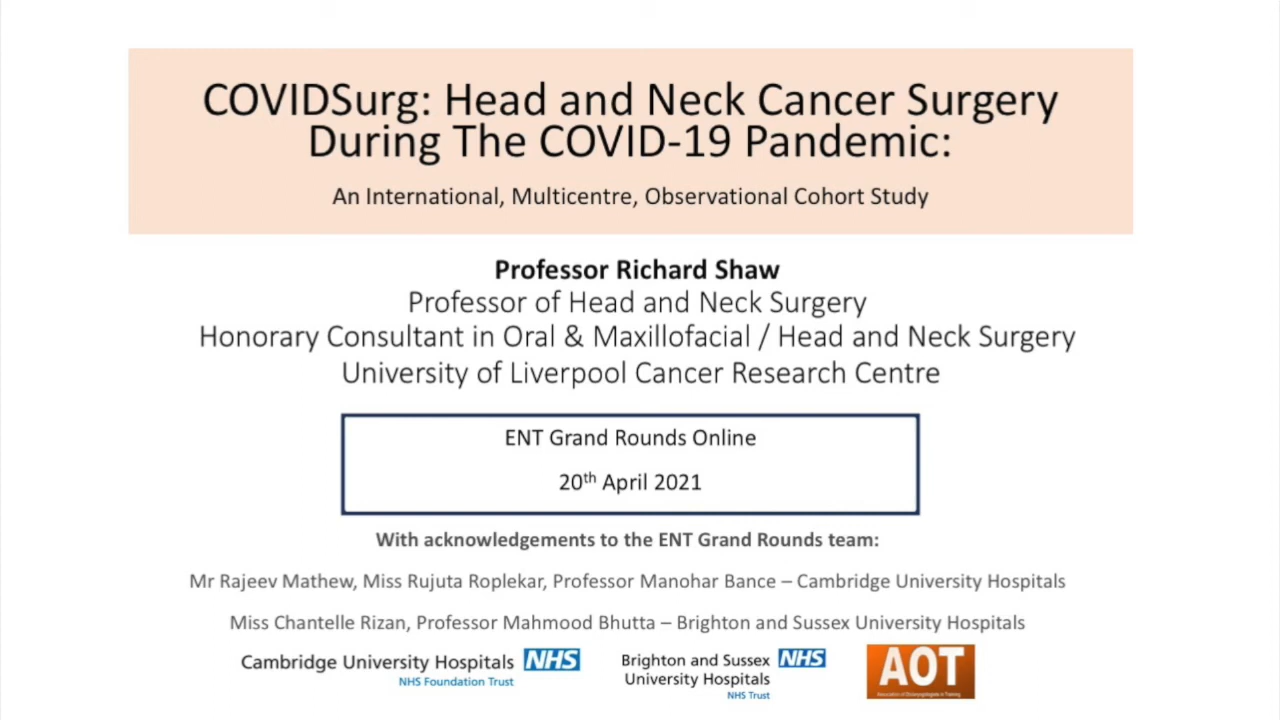 COVIDSurg: Head and Neck Cancer Surgery
During The COVID-19 Pandemic:
An International, Multicentre, Observational Cohort Study
Professor Richard Shaw
Professor of Head and Neck Surgery
Honorary Consultant in Oral & Maxillofacial / Head and Neck Surgery
University of Liverpool Cancer Research Centre
ENT Grand Rounds Online
20th April 2021
With acknowledgements to the ENT Grand Rounds team:
Mr Rajeev Mathew, Miss Rujuta Roplekar, Professor Manohar Bance – Cambridge University Hospitals
Miss Chantelle Rizan, Professor Mahmood Bhutta – Brighton and Sussex University Hospitals
Cambridge University Hospitals NHS
NHS Foundation Trust
Brighton and Sussex NHS
University Hospitals
NHS Trust
AOT
Association of Otolaryngologists in Training